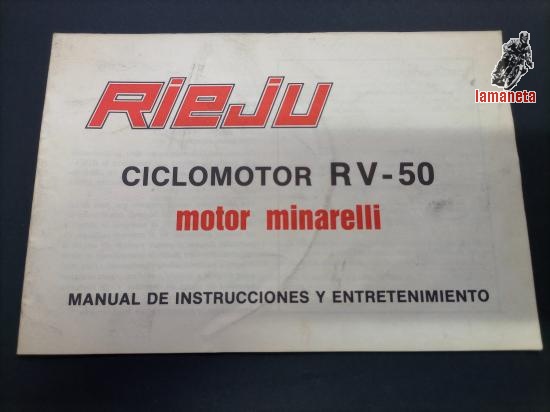 lamaneta
RIEJU
CICLOMOTOR RV-50
motor minarelli
MANUAL DE INSTRUCCIONES Y ENTRETENIMIENTO